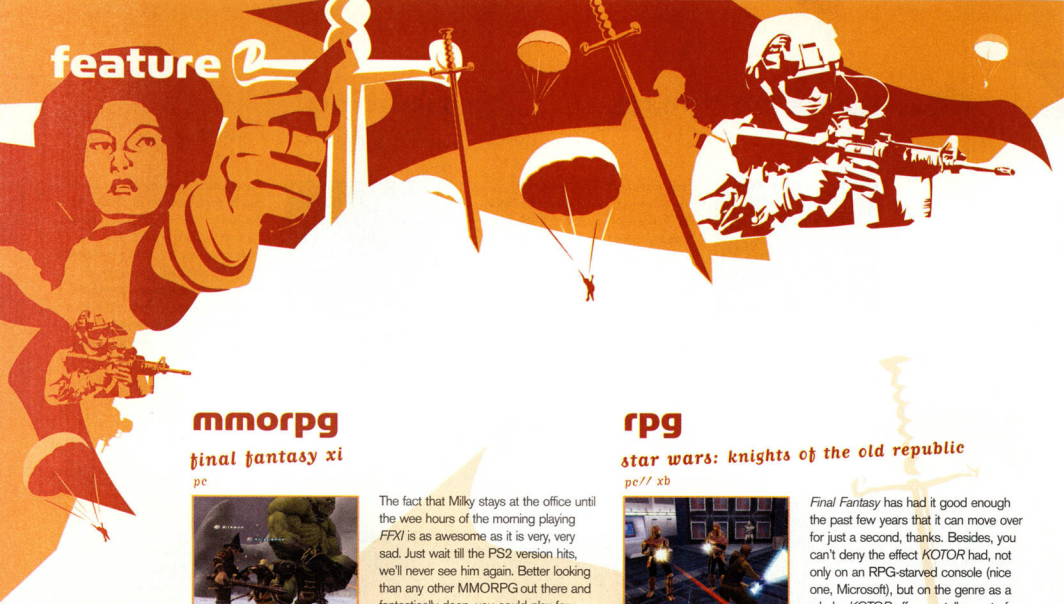 feature
mmorpg
final fantasy xi
pc
The fact that Milky stays at the office until
the wee hours of the morning playing
FFXI is as awesome as it is very, very
sad. Just wait till the PS2 version hits,
we'll never see him again. Better looking
than any other MMORPG out there and
rpg
star wars: knights of the old republic
pc// xb
Final Fantasy has had it good enough
the past few years that it can move over
for just a second, thanks. Besides, you
can't deny the effect KOTOR had, not
only on an RPG-starved console (nice
one, Microsoft), but on the genre as a